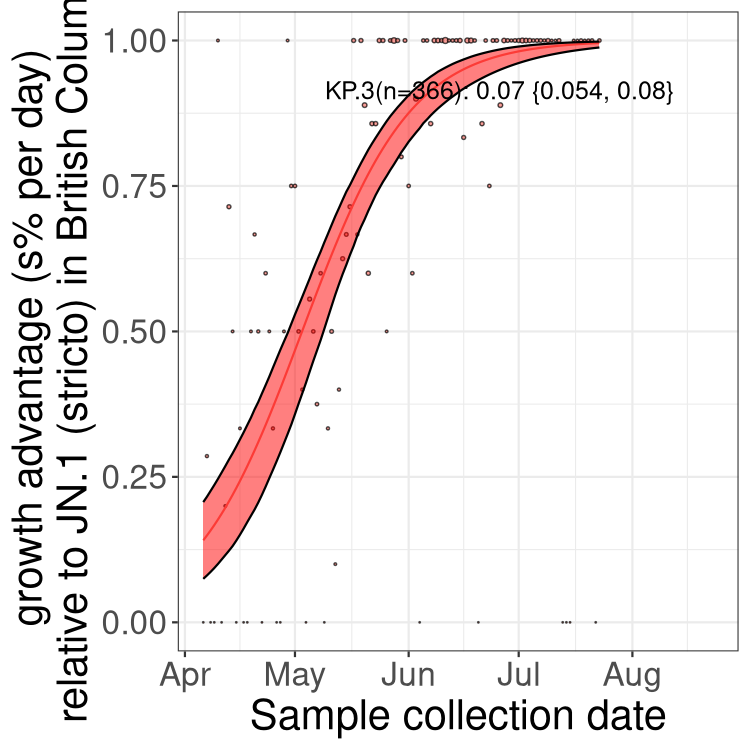 growth advantage (s% per day)
relative to JN.1 (stricto) in British Colum
1.00
0.75
0.50
0.25
0.00
KP.3(n=366): 0.07 {0.054, 0.08}
Apr May Jun Jul Aug
Sample collection date